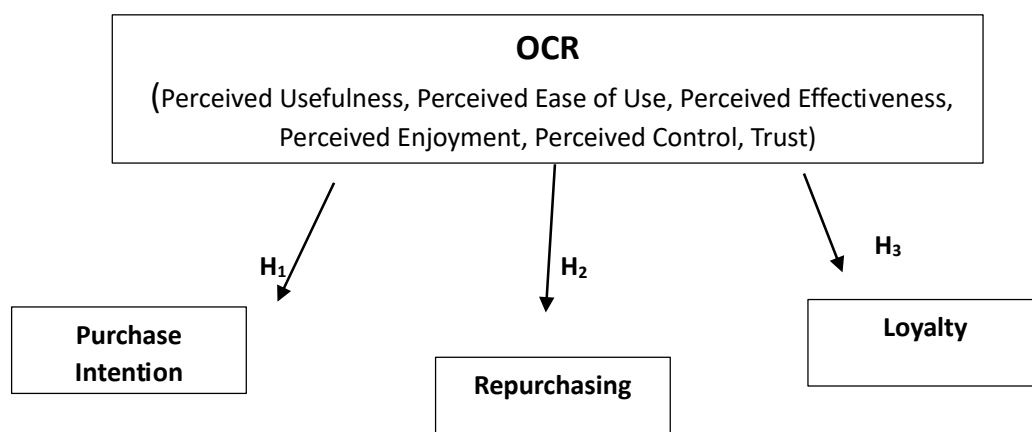 OCR
(Perceived Usefulness, Perceived Ease of Use, Perceived Effectiveness,
Perceived Enjoyment, Perceived Control, Trust)
H₁
H₂
H₃
Purchase
Intention
Repurchasing
Loyalty